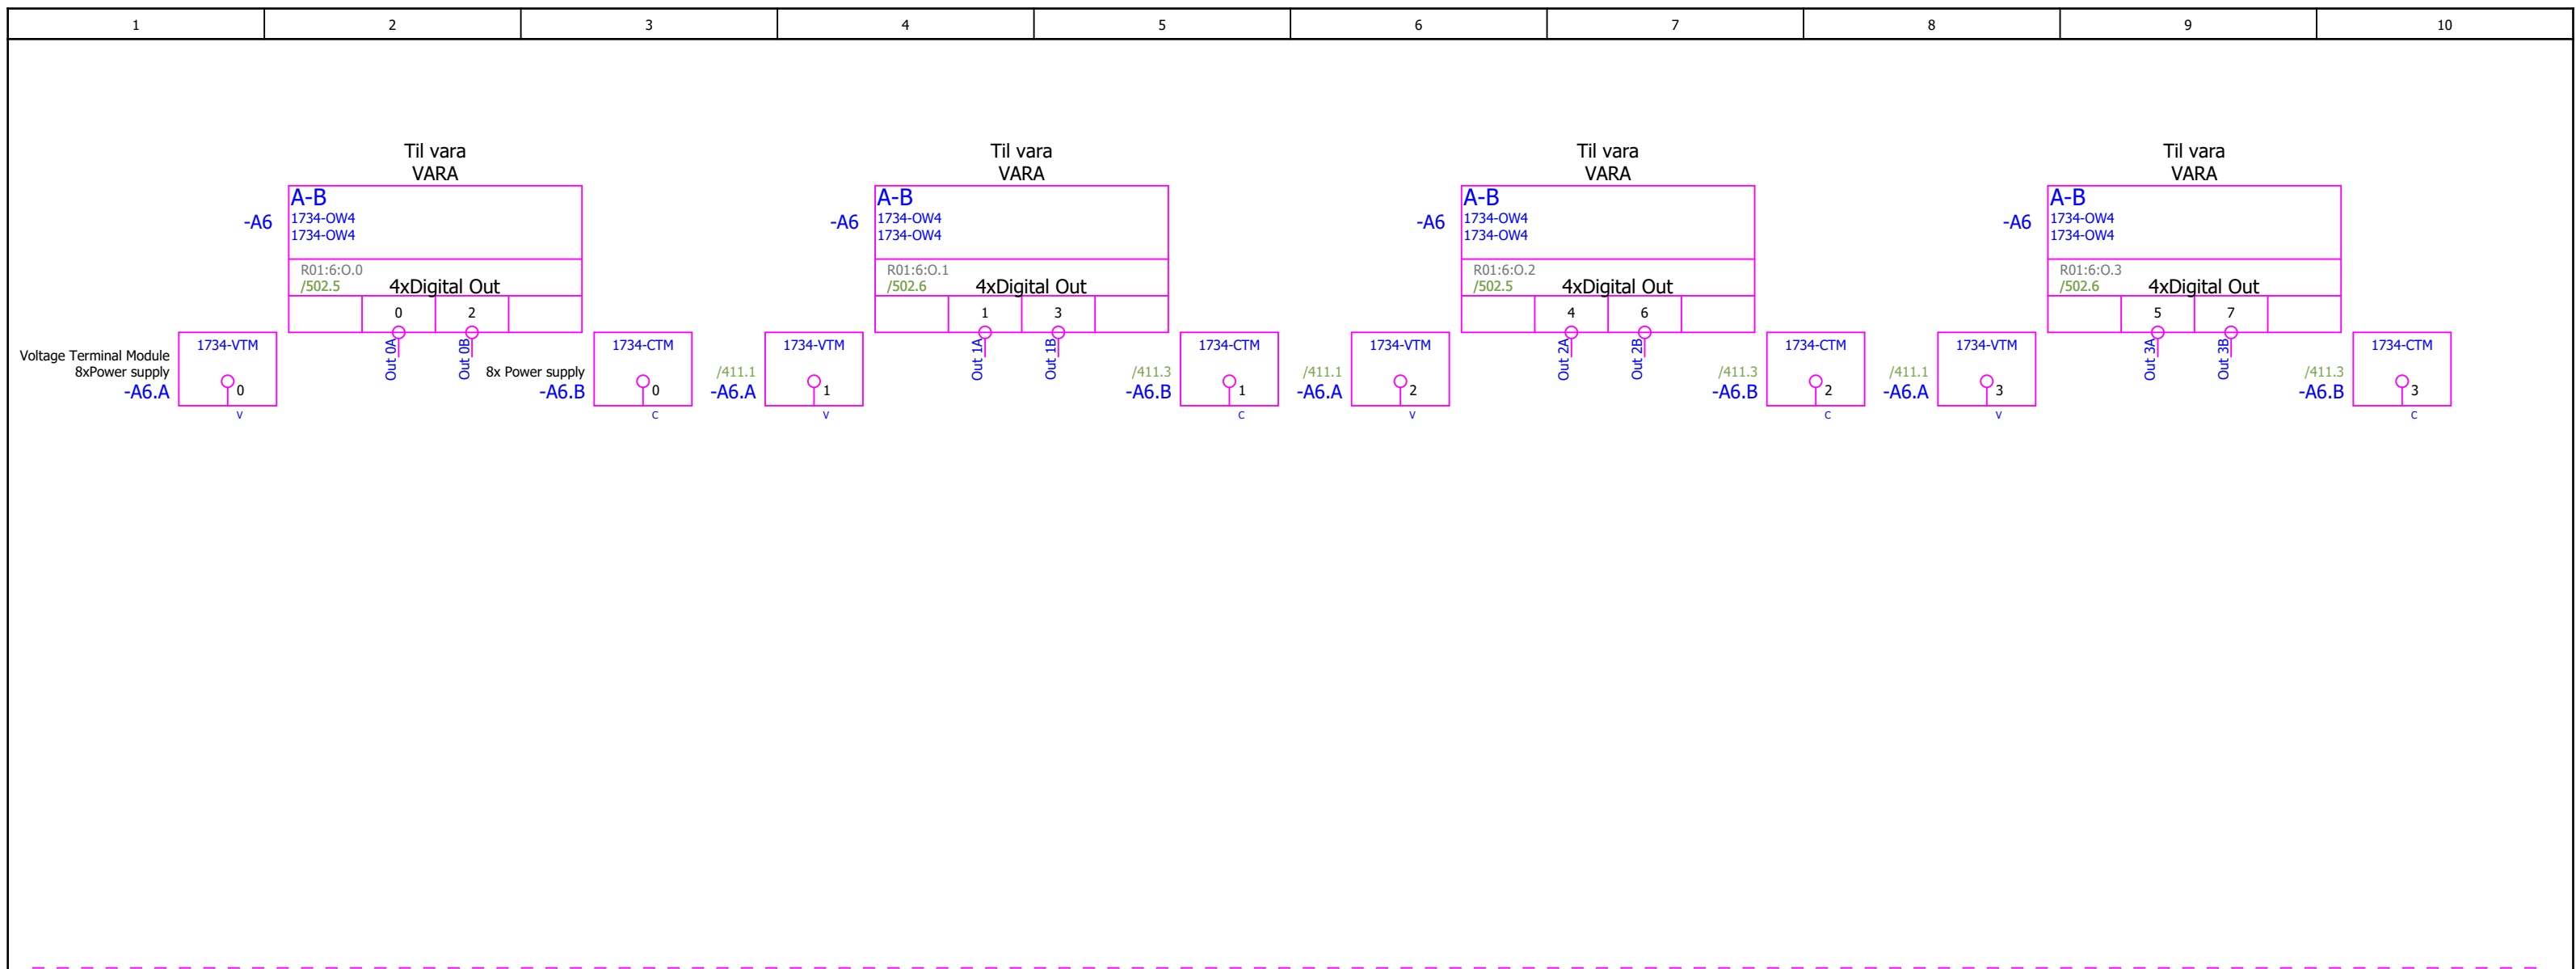 1 2 3 4 5 6 7 8 9 10
Til vara
VARA
-A6
A-B
1734-OW4
1734-OW4
R01:6:O.0
/502.5
4xDigital Out
0 2
Out 0A
Out 0B
Voltage Terminal Module
8xPower supply
-A6.A
1734-VTM
0
V
8x Power supply
-A6.B
1734-CTM
0
C
Til vara
VARA
-A6
A-B
1734-OW4
1734-OW4
R01:6:O.1
/502.6
4xDigital Out
1 3
Out 1A
Out 1B
/411.1
-A6.A
1734-VTM
1
V
/411.3
-A6.B
1734-CTM
1
C
Til vara
VARA
-A6
A-B
1734-OW4
1734-OW4
R01:6:O.2
/502.5
4xDigital Out
4 6
Out 2A
Out 2B
/411.1
-A6.A
1734-VTM
2
V
/411.3
-A6.B
1734-CTM
2
C
Til vara
VARA
-A6
A-B
1734-OW4
1734-OW4
R01:6:O.3
/502.6
4xDigital Out
5 7
Out 3A
Out 3B
/411.1
-A6.A
1734-VTM
3
V
/411.3
-A6.B
1734-CTM
3
C